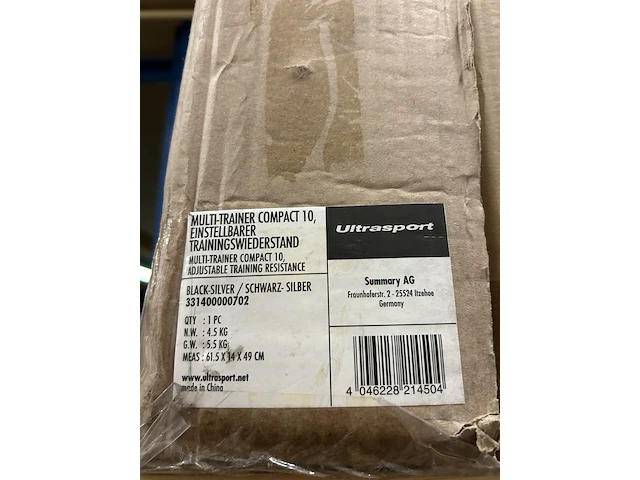 MULTI-TRAINER COMPACT 10,
EINSTELLBARER
TRAININGSWIEDERSTAND
MULTI-TRAINER COMPACT 10,
ADJUSTABLE TRAINING RESISTANCE
BLACK-SILVER / SCHWARZ- SILBER
331400000702
QTY : 1 PC
N.W. : 4.5 KG
G.W. : 5.5 KG
MEAS : 61.5 X 14 X 49 CM
www.ultrasport.net
made in China
Ultrasport
Summary AG
Fraunhoferstr. 2 - 25524 Itzehoe
Germany
4 046228 214504